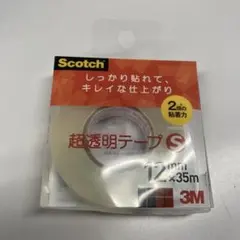 Scotch
しっかり貼れて、
キレイな仕上がり
2倍の
粘着力
超透明テープS
12mm
×35m
3M